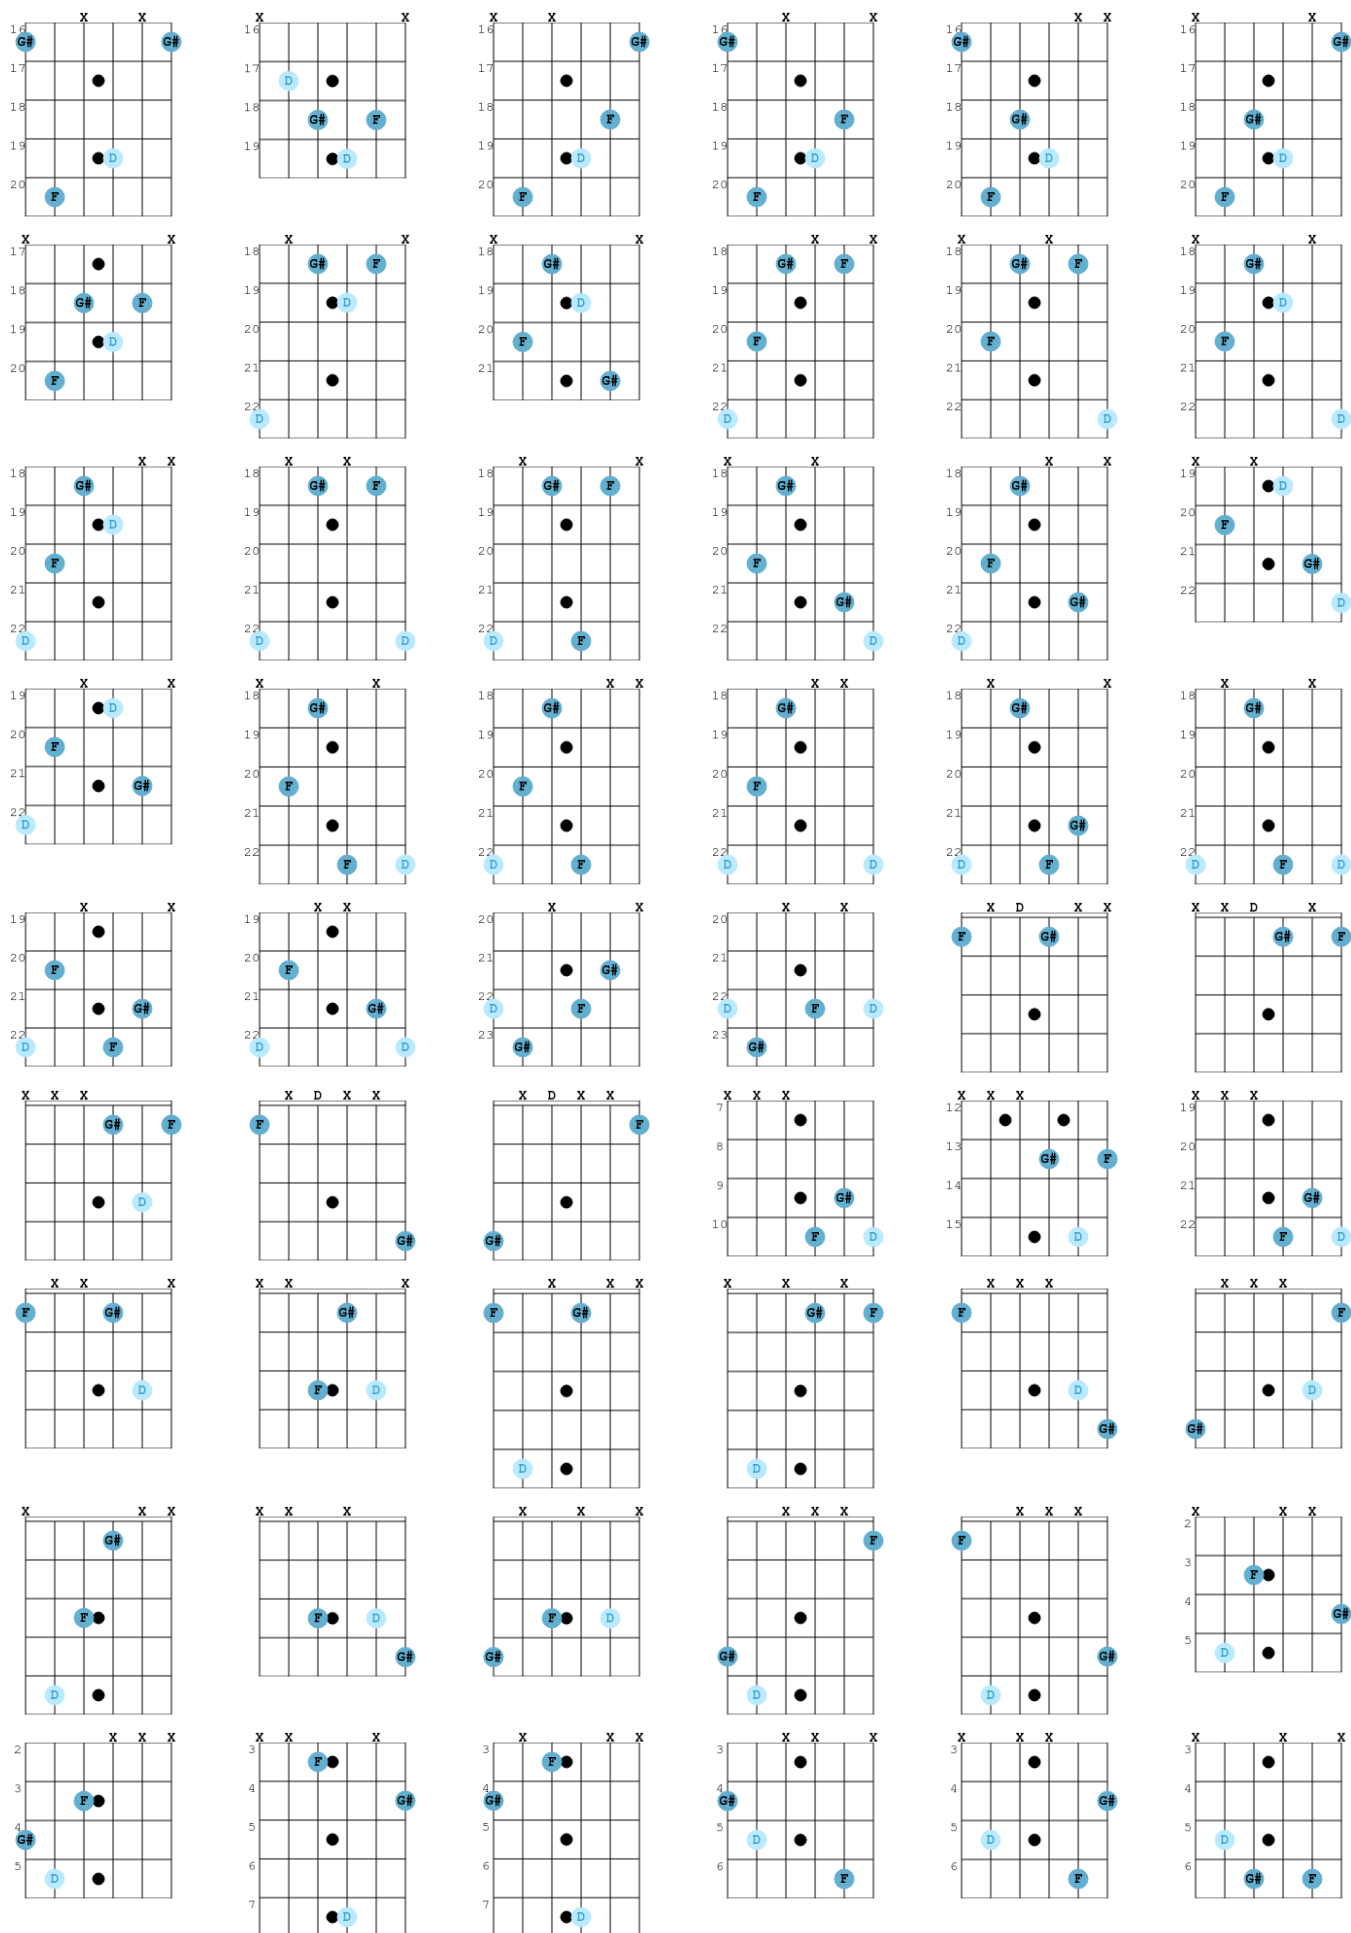 X X X X X X X X X X X X
16 16 16 16 16 16
G# G# G# G# G# G#
17 17 17 17 17 17
D
18 18 18 18 18 18
G# F F F G# G#
19 19 19 19 19 19
D D D D D D
20 20 20 20 20
F F F F F
X X X X X X X X X X X X
17 18 18 18 18 18
G# F G# G# F G# F G#
18 19 19 19 19 19
G# F D D D
19 20 20 20 20 20
D F F F F
20 21 21 21 21 21
F G#
22 22 22 22
D D D D
X X X X X X X X X X X X
18 18 18 18 18 19
G# G# F G# F G# G# D
19 19 19 19 19 20
D F
20 20 20 20 20 21
F F F G#
21 21 21 21 21 22
G# G# D
22 22 22 22 22
D D D D F D D
X X X X X X X X X X X X
19 18 18 18 18 18
D G# G# G# G# G#
20 19 19 19 19 19
F
21 20 20 20 20 20
G# F F F
22 21 21 21 21 21
D G#
22 22 22 22 22
F D D F D D D F D F D
X X X X X X X X X D X X X X D X
19 19 20 20
F G# G# F
20 20 21 21
F F G#
21 21 22 22
G# G# D F D F D
22 22 23 23
D F D D G# G#
X X X X D X X X D X X X X X X X X X X X
7 12 19
G# F F F
8 13 20
G# F
9 14 21
D G# G#
10 15 22
G# G# F D D F D
X X X X X X X X X X X X X X X X X X
F G# G# F G# G# F F F
D F D D D
G# G#
D D
X X X X X X X X X X X X X X X X X X
2
G# F F
3
F F D F D F
4
G# G# G# G# G#
5
D D D D
X X X X X X X X X X X X X X X X X X
2 3 3 3 3 3
F F
3 4 4 4 4 4
F G# G# G# G#
4 5 5 5 5 5
G# D D D
5 6 6 6 6 6
D F F G# F
7 7
D D